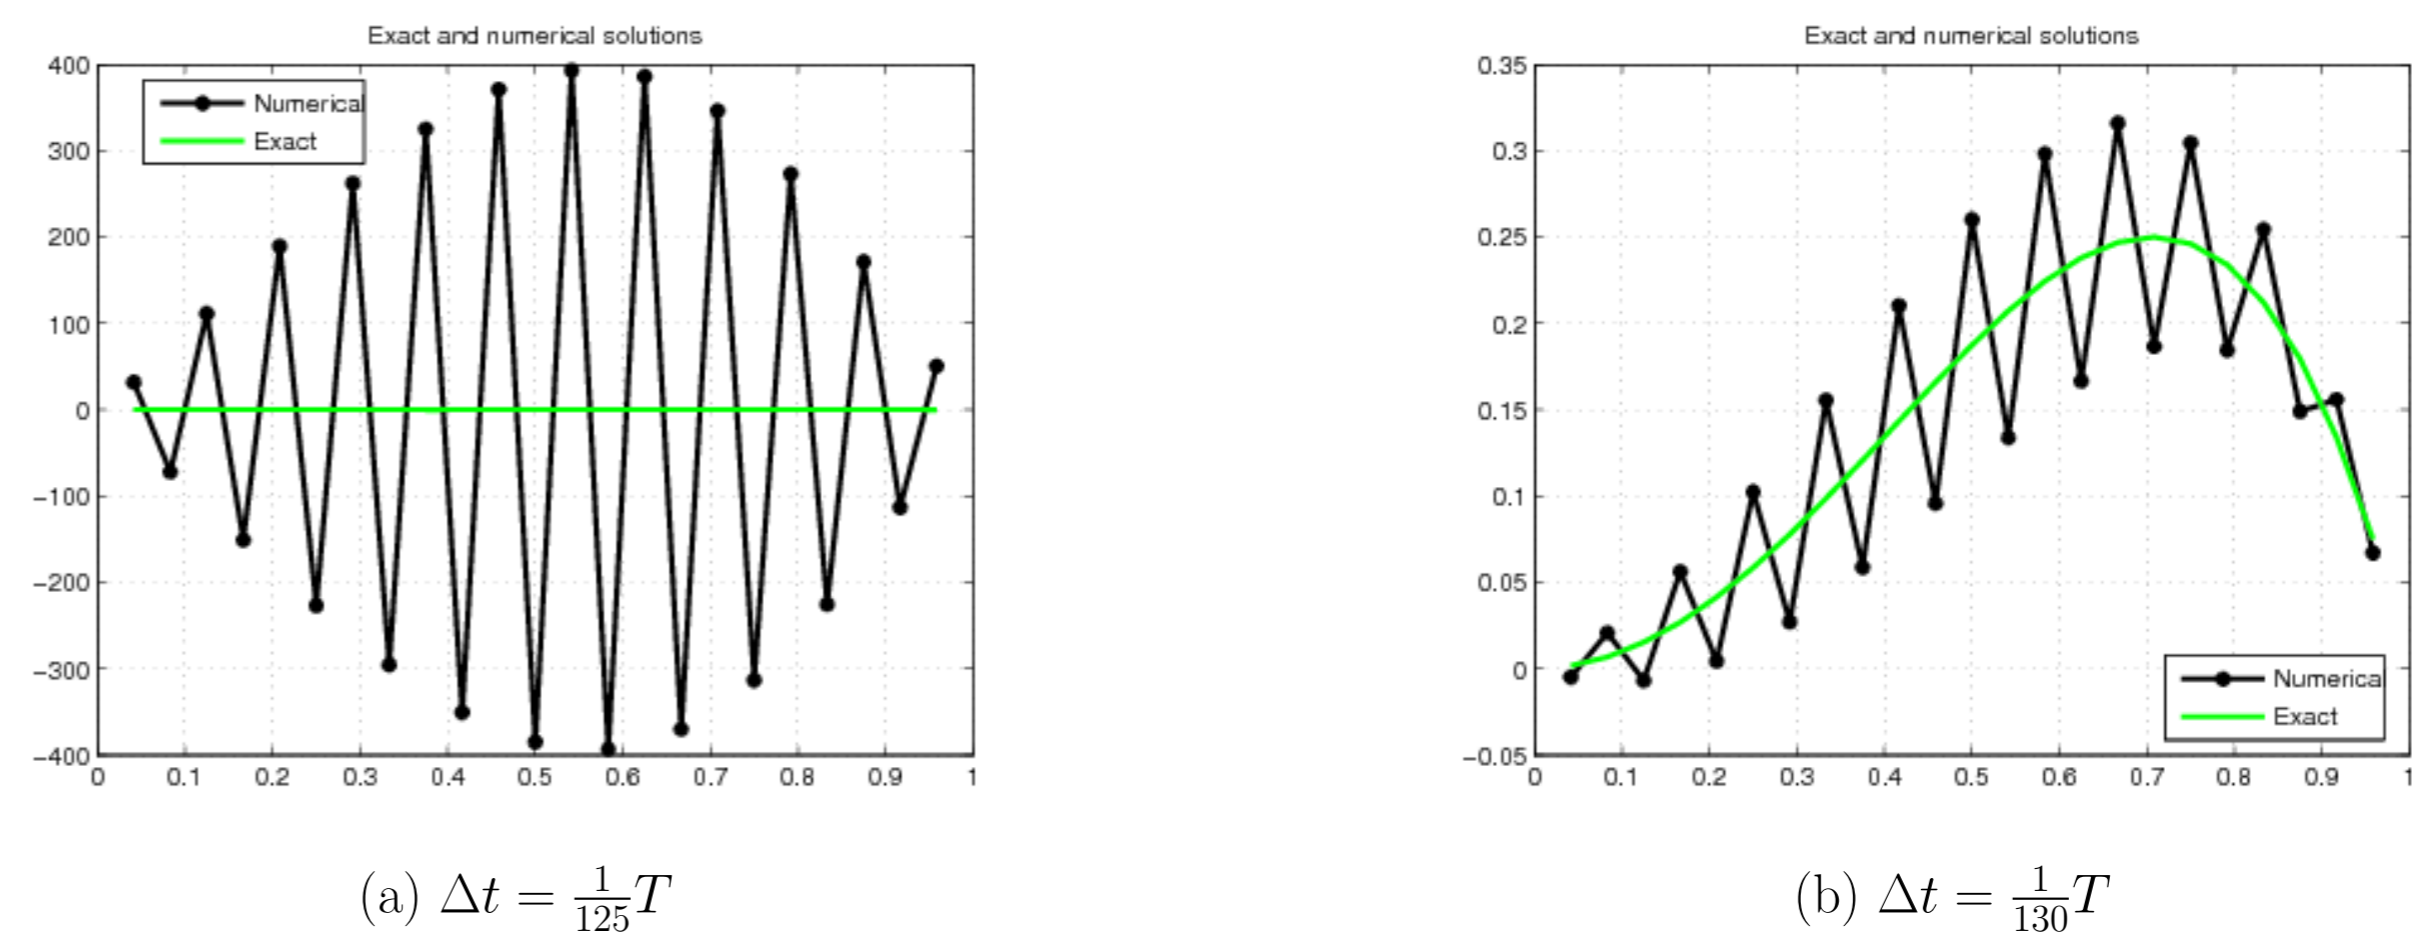 Exact and numerical solutions
400
300
200
100
0
−100
−200
−300
−400
0 0.1 0.2 0.3 0.4 0.5 0.6 0.7 0.8 0.9 1
Numerical
Exact
(a) Δt = 1/125 T
Exact and numerical solutions
0.35
0.3
0.25
0.2
0.15
0.1
0.05
0
−0.05
0 0.1 0.2 0.3 0.4 0.5 0.6 0.7 0.8 0.9 1
Numerical
Exact
(b) Δt = 1/130 T